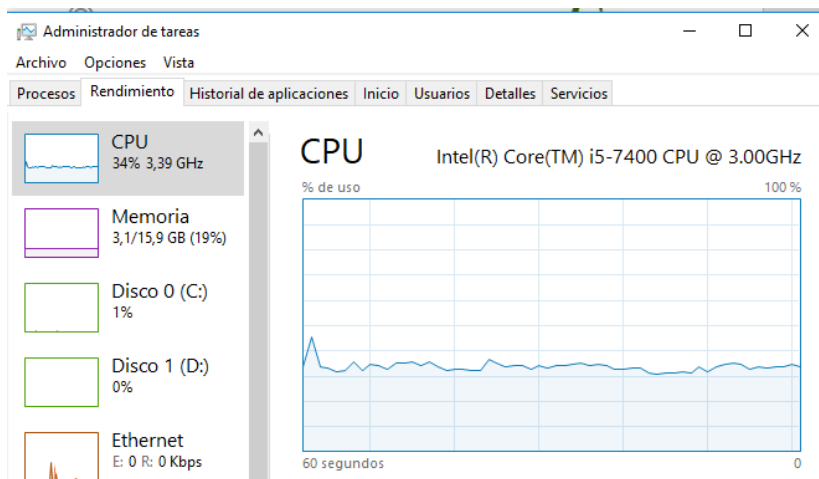 Administrador de tareas
Archivo Opciones Vista
Procesos Rendimiento Historial de aplicaciones Inicio Usuarios Detalles Servicios
CPU
34% 3,39 GHz
Memoria
3,1/15,9 GB (19%)
Disco 0 (C:)
1%
Disco 1 (D:)
0%
Ethernet
E: 0 R: 0 Kbps
CPU Intel(R) Core(TM) i5-7400 CPU @ 3.00GHz
% de uso 100 %
60 segundos 0